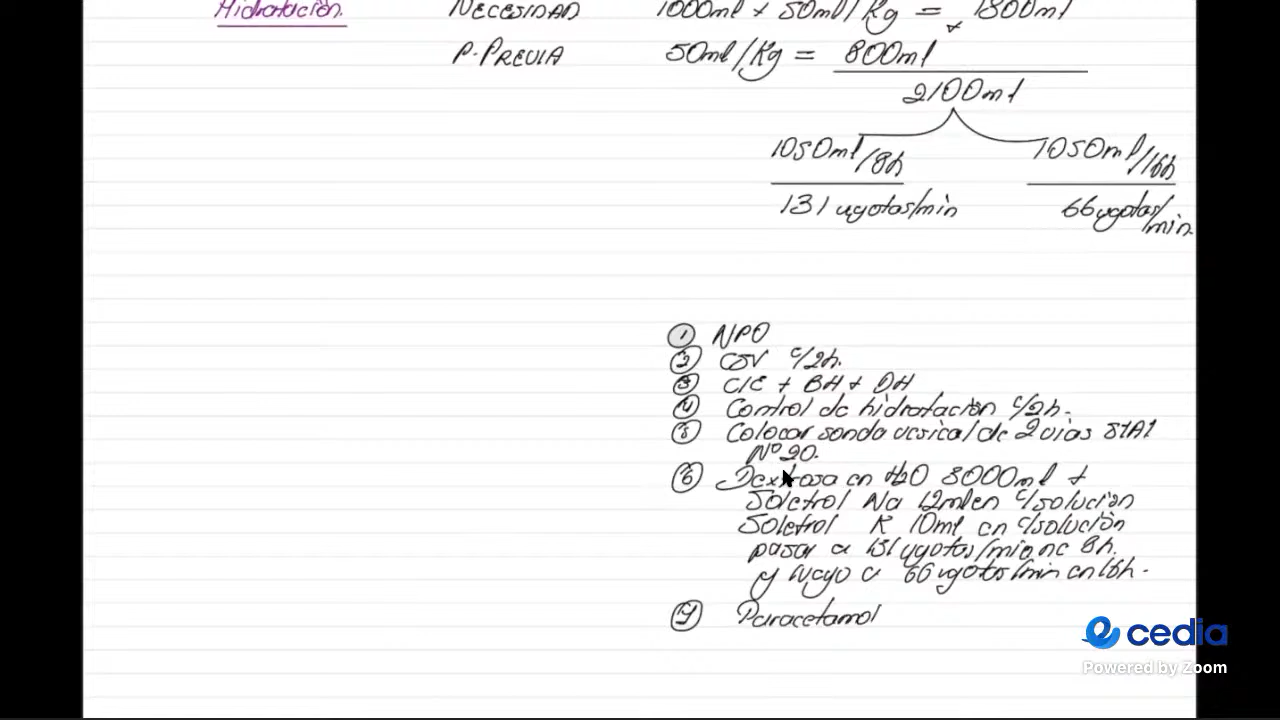 Hidratación NECESIDAD 1000ml + 50ml/Kg = 1300ml
P. PREVIA 50ml/Kg = 800ml
2100ml
1050ml/8h 1050ml/16h
131 ugotas/min 66 ugotas/min.
① NPO
② CSV c/2h.
③ C/E + BH + DH
④ Control de hidratación c/2h.
⑤ Colocar sonda vesical de 2 vías
Nº 20.
⑥ Dextrosa en H2O 3000ml +
Soletrol Na 12ml en c/solución
Soletrol K 10ml en c/solución
pasar a 131 ugotas/min 8h.
y luego a 66 ugotas/min en 16h.
⑦ Paracetamol
cedia
Powered by Zoom